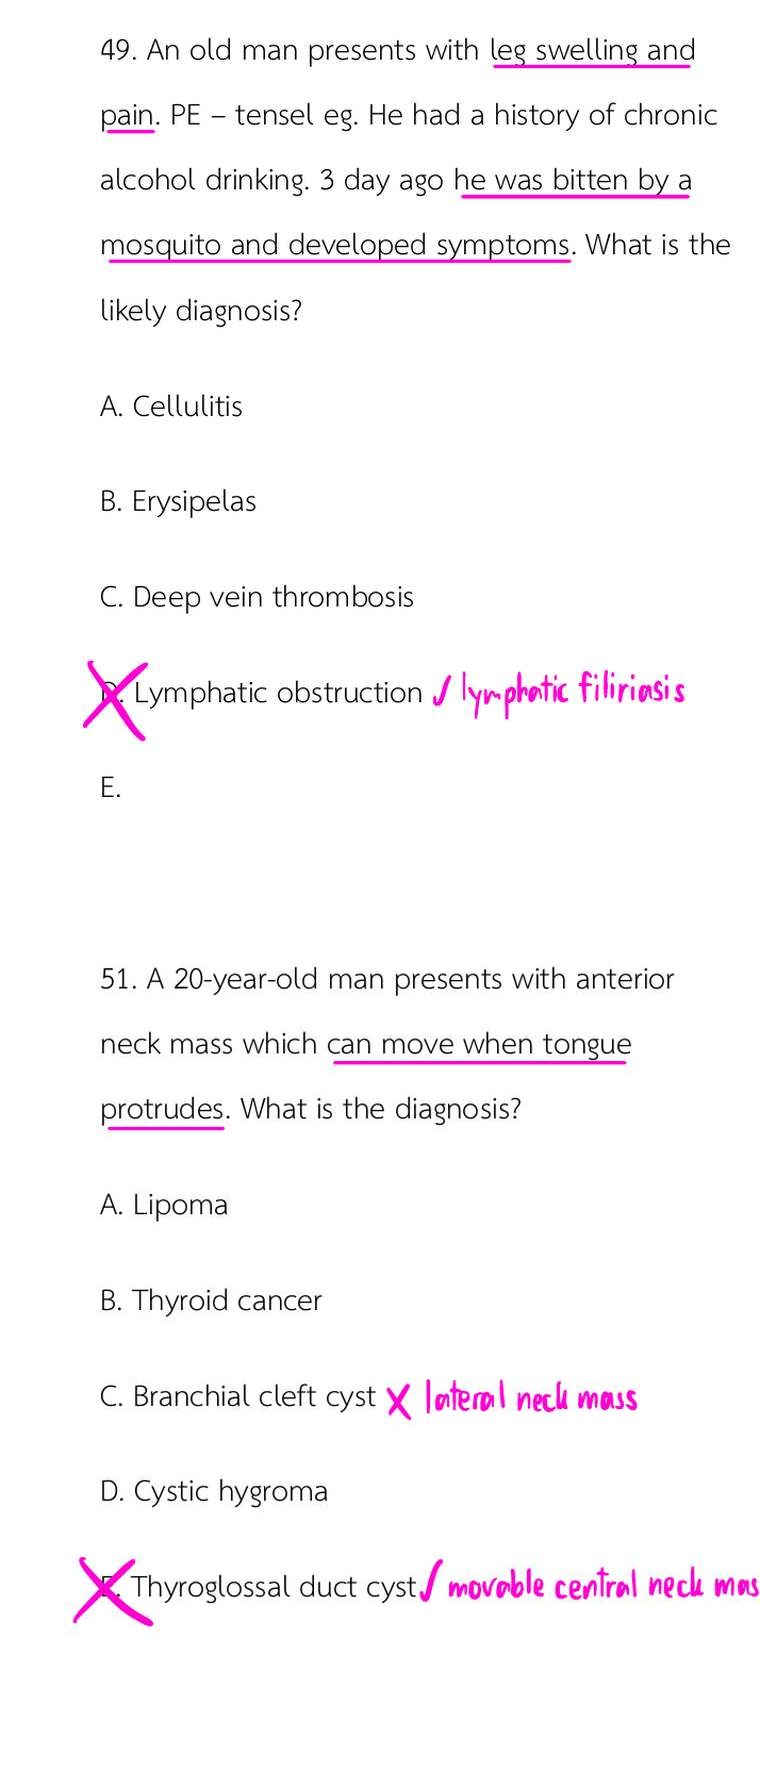 49. An old man presents with leg swelling and
pain. PE – tensel eg. He had a history of chronic
alcohol drinking. 3 day ago he was bitten by a
mosquito and developed symptoms. What is the
likely diagnosis?
A. Cellulitis
B. Erysipelas
C. Deep vein thrombosis
D. Lymphatic obstruction ✓ lymphatic filiriasis
E.
51. A 20-year-old man presents with anterior
neck mass which can move when tongue
protrudes. What is the diagnosis?
A. Lipoma
B. Thyroid cancer
C. Branchial cleft cyst X lateral neck mass
D. Cystic hygroma
E. Thyroglossal duct cyst ✓ movable central neck mas